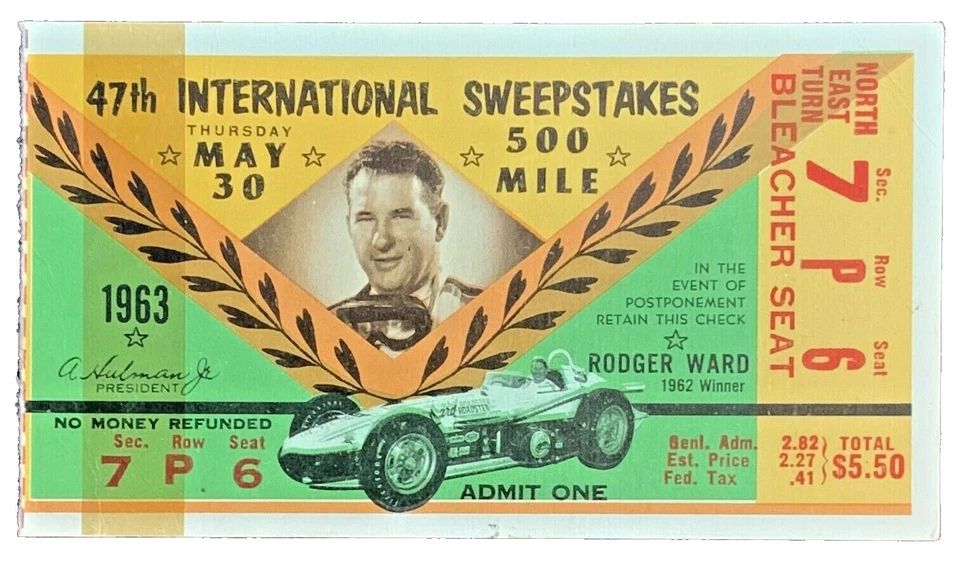 47th INTERNATIONAL SWEEPSTAKES
THURSDAY
MAY
30
500
MILE
1963
A Hulman Jr
PRESIDENT
IN THE
EVENT OF
POSTPONEMENT
RETAIN THIS CHECK
RODGER WARD
1962 Winner
NO MONEY REFUNDED
Sec. Row Seat
7 P 6
ADMIT ONE
Genl. Adm. 2.82
Est. Price 2.27
Fed. Tax .41
TOTAL
$5.50
NORTH
EAST
TURN
BLEACHER SEAT
Sec. Row Seat
7 P 6